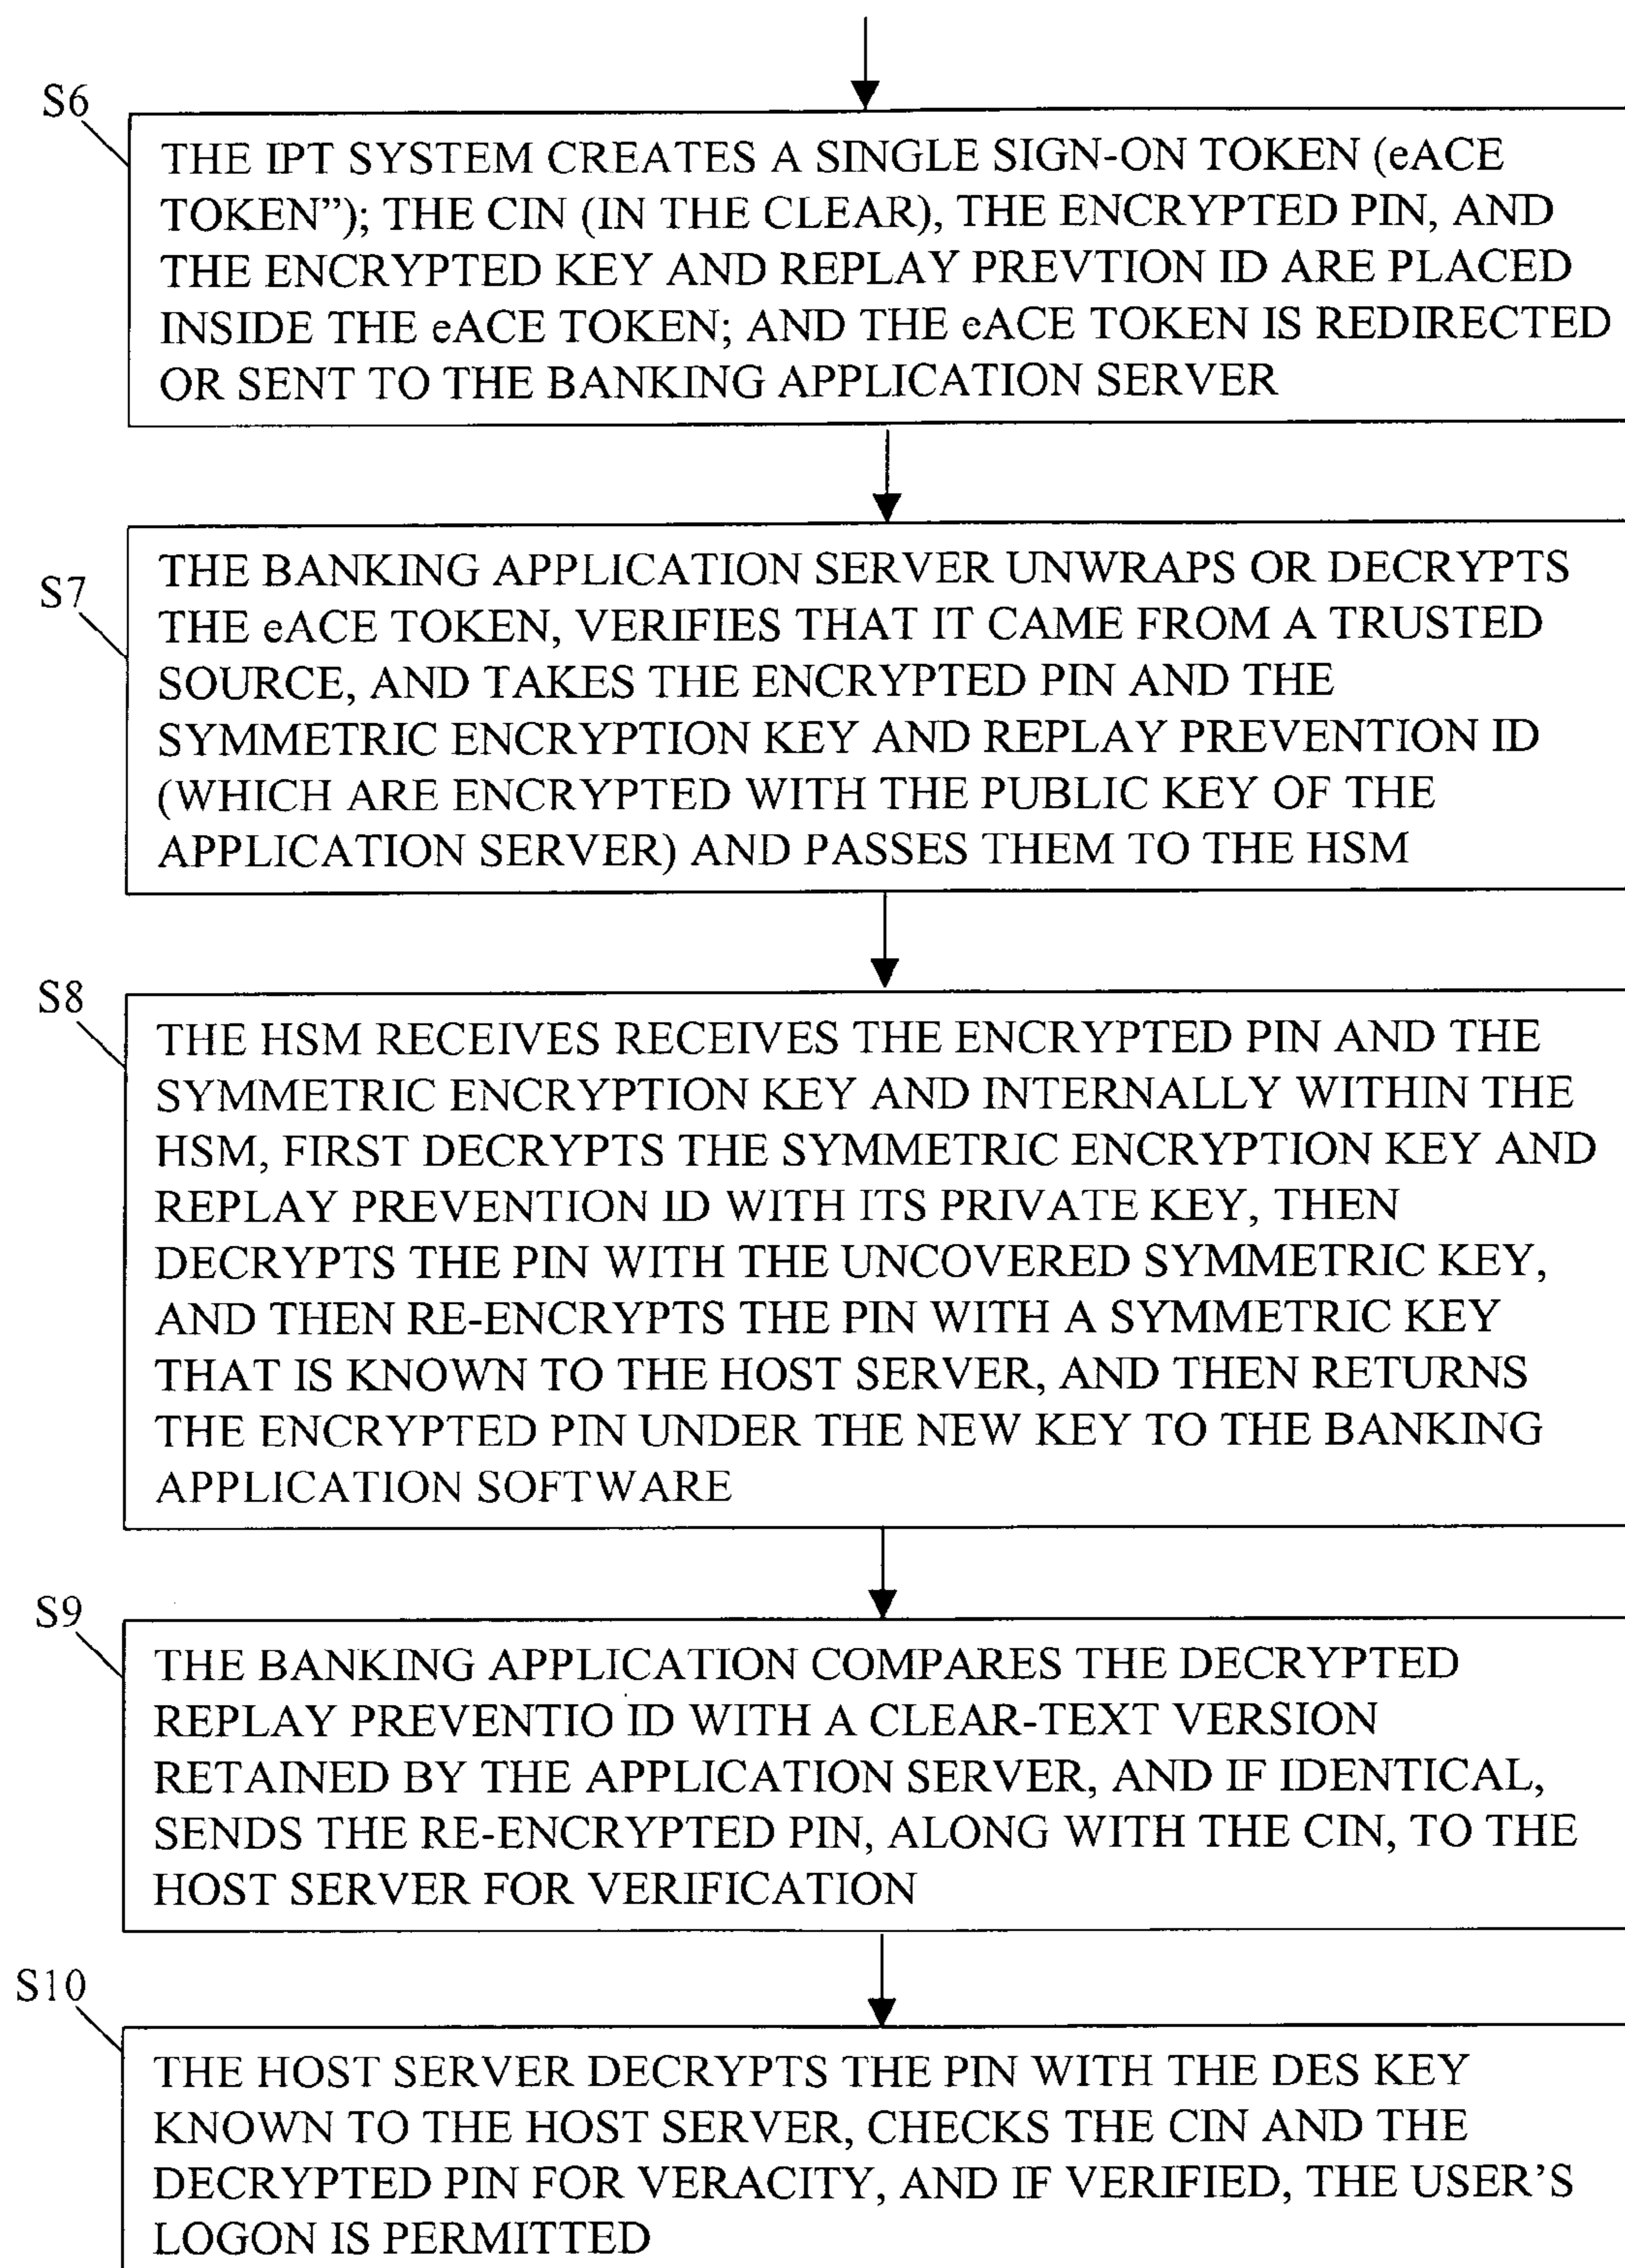 S6
THE IPT SYSTEM CREATES A SINGLE SIGN-ON TOKEN (eACE
TOKEN”); THE CIN (IN THE CLEAR), THE ENCRYPTED PIN, AND
THE ENCRYPTED KEY AND REPLAY PREVTION ID ARE PLACED
INSIDE THE eACE TOKEN; AND THE eACE TOKEN IS REDIRECTED
OR SENT TO THE BANKING APPLICATION SERVER
S7
THE BANKING APPLICATION SERVER UNWRAPS OR DECRYPTS
THE eACE TOKEN, VERIFIES THAT IT CAME FROM A TRUSTED
SOURCE, AND TAKES THE ENCRYPTED PIN AND THE
SYMMETRIC ENCRYPTION KEY AND REPLAY PREVENTION ID
(WHICH ARE ENCRYPTED WITH THE PUBLIC KEY OF THE
APPLICATION SERVER) AND PASSES THEM TO THE HSM
S8
THE HSM RECEIVES RECEIVES THE ENCRYPTED PIN AND THE
SYMMETRIC ENCRYPTION KEY AND INTERNALLY WITHIN THE
HSM, FIRST DECRYPTS THE SYMMETRIC ENCRYPTION KEY AND
REPLAY PREVENTION ID WITH ITS PRIVATE KEY, THEN
DECRYPTS THE PIN WITH THE UNCOVERED SYMMETRIC KEY,
AND THEN RE-ENCRYPTS THE PIN WITH A SYMMETRIC KEY
THAT IS KNOWN TO THE HOST SERVER, AND THEN RETURNS
THE ENCRYPTED PIN UNDER THE NEW KEY TO THE BANKING
APPLICATION SOFTWARE
S9
THE BANKING APPLICATION COMPARES THE DECRYPTED
REPLAY PREVENTIO ID WITH A CLEAR-TEXT VERSION
RETAINED BY THE APPLICATION SERVER, AND IF IDENTICAL,
SENDS THE RE-ENCRYPTED PIN, ALONG WITH THE CIN, TO THE
HOST SERVER FOR VERIFICATION
S10
THE HOST SERVER DECRYPTS THE PIN WITH THE DES KEY
KNOWN TO THE HOST SERVER, CHECKS THE CIN AND THE
DECRYPTED PIN FOR VERACITY, AND IF VERIFIED, THE USER’S
LOGON IS PERMITTED